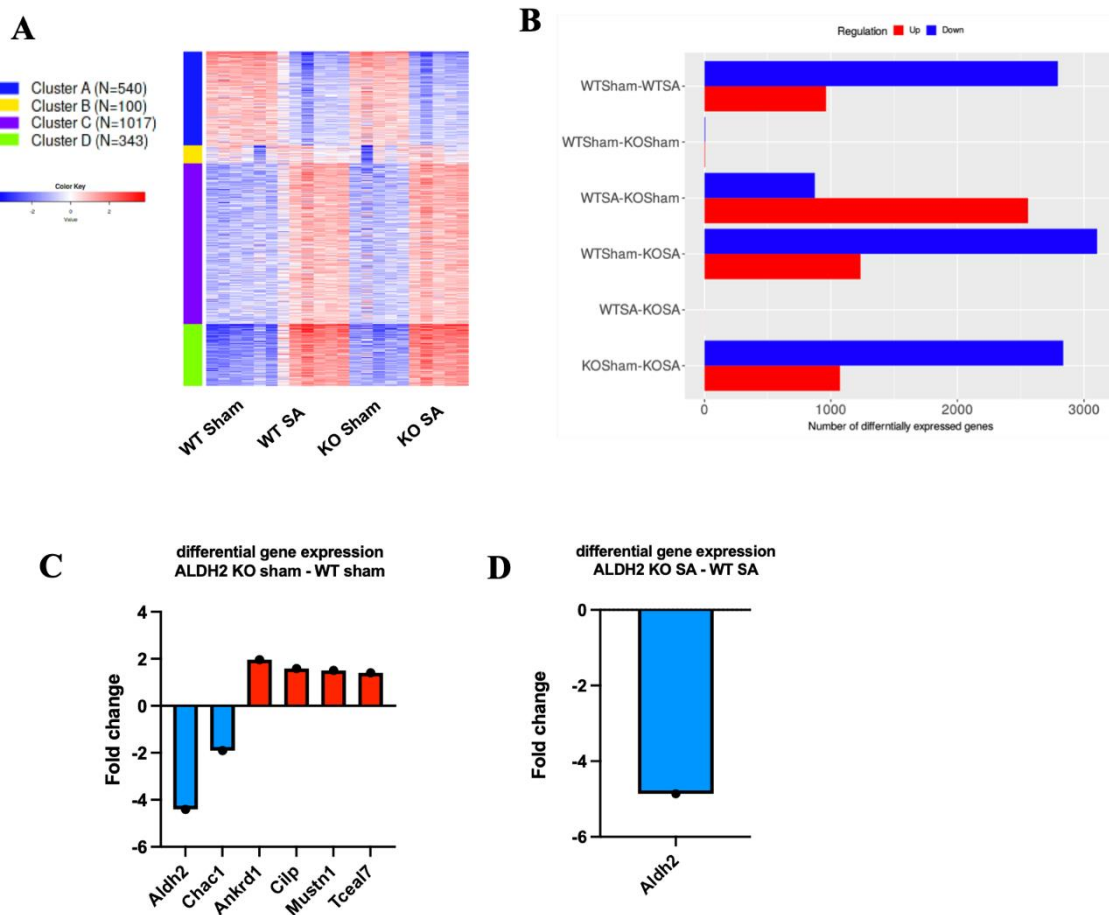 A
Cluster A (N=540)
Cluster B (N=100)
Cluster C (N=1017)
Cluster D (N=343)
Color Key
-2 0 2
Value
WT Sham
WT SA
KO Sham
KO SA
B
Regulation Up Down
WTSham-WTSA
WTSham-KOSham
WTSA-KOSham
WTSham-KOSA
WTSA-KOSA
KOSham-KOSA
0 1000 2000 3000
Number of differntially expressed genes
C
differential gene expression
ALDH2 KO sham - WT sham
Fold change
4
2
0
-2
-4
-6
Aldh2
Chac1
Ankrd1
Cilp
Mustn1
Tceal7
D
differential gene expression
ALDH2 KO SA - WT SA
Fold change
0
-2
-4
-6
Aldh2